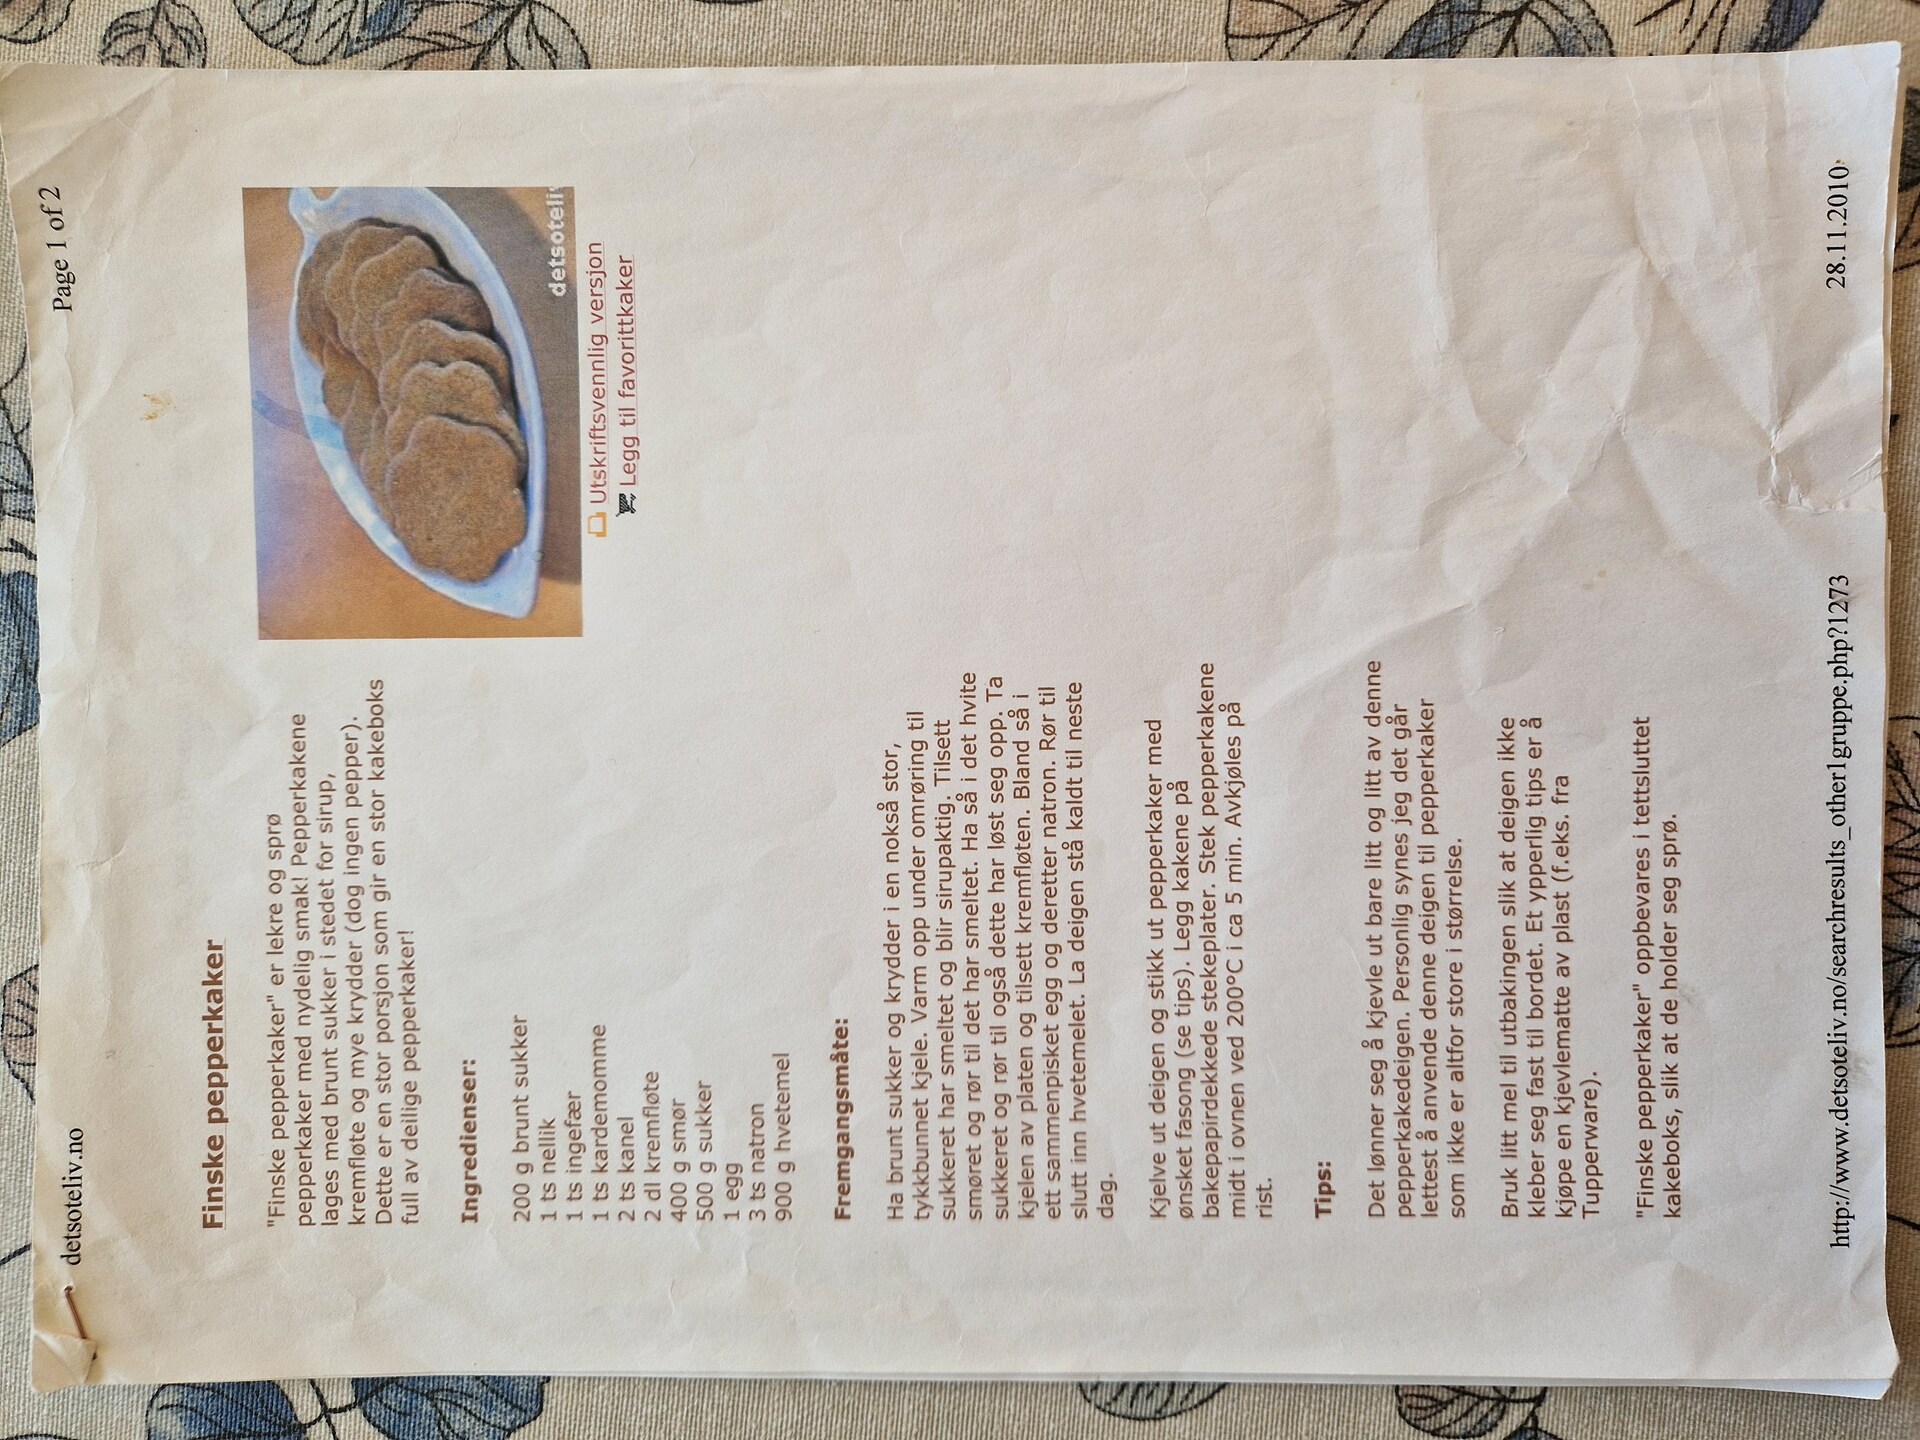 detsoteliv.no
Page 1 of 2
Finske pepperkaker
"Finske pepperkaker" er lekre og sprø
pepperkaker med nydelig smak! Pepperkakene
lages med brunt sukker i stedet for sirup,
kremfløte og mye krydder (dog ingen pepper).
Dette er en stor porsjon som gir en stor kakeboks
full av deilige pepperkaker!
Ingredienser:
200 g brunt sukker
1 ts nellik
1 ts ingefær
1 ts kardemomme
2 ts kanel
2 dl kremfløte
400 g smør
500 g sukker
1 egg
3 ts natron
900 g hvetemel
detsoteliv
Utskriftsvennlig versjon
Legg til favorittkaker
Fremgangsmåte:
Ha brunt sukker og krydder i en nokså stor,
tykkbunnet kjele. Varm opp under omrøring til
sukkeret har smeltet og blir sirupaktig. Tilsett
smøret og rør til det har smeltet. Ha så i det hvite
sukkeret og rør til også dette har løst seg opp. Ta
kjelen av platen og tilsett kremfløten. Bland så i
ett sammenpisket egg og deretter natron. Rør til
slutt inn hvetemelet. La deigen stå kaldt til neste
dag.
Kjelve ut deigen og stikk ut pepperkaker med
ønsket fasong (se tips). Legg kakene på
bakepapirdekkede stekeplater. Stek pepperkakene
midt i ovnen ved 200°C i ca 5 min. Avkjøles på
rist.
Tips:
Det lønner seg å kjevle ut bare litt og litt av denne
pepperkakedeigen. Personlig synes jeg det går
lettest å anvende denne deigen til pepperkaker
som ikke er altfor store i størrelse.
Bruk litt mel til utbakingen slik at deigen ikke
kleber seg fast til bordet. Et ypperlig tips er å
kjøpe en kjevlematte av plast (f.eks. fra
Tupperware).
"Finske pepperkaker" oppbevares i tettsluttet
kakeboks, slik at de holder seg sprø.
http://www.detsoteliv.no/searchresults_other1gruppe.php?1273
28.11.2010